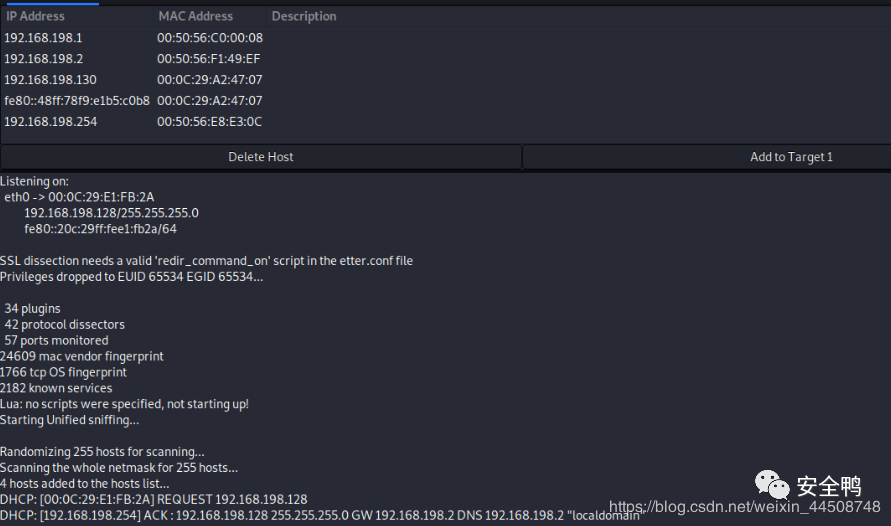 IP Address MAC Address Description
192.168.198.1 00:50:56:C0:00:08
192.168.198.2 00:50:56:F1:49:EF
192.168.198.130 00:0C:29:A2:47:07
fe80::48ff:78f9:e1b5:c0b8 00:0C:29:A2:47:07
192.168.198.254 00:50:56:E8:E3:0C
Delete Host Add to Target 1
Listening on:
eth0 -> 00:0C:29:E1:FB:2A
192.168.198.128/255.255.255.0
fe80::20c:29ff:fee1:fb2a/64
SSL dissection needs a valid 'redir_command_on' script in the etter.conf file
Privileges dropped to EUID 65534 EGID 65534...
34 plugins
42 protocol dissectors
57 ports monitored
24609 mac vendor fingerprint
1766 tcp OS fingerprint
2182 known services
Lua: no scripts were specified, not starting up!
Starting Unified sniffing...
Randomizing 255 hosts for scanning...
Scanning the whole netmask for 255 hosts...
4 hosts added to the hosts list...
DHCP: [00:0C:29:E1:FB:2A] REQUEST 192.168.198.128
DHCP: [192.168.198.254] ACK : 192.168.198.128 255.255.255.0 GW 192.168.198.2 DNS 192.168.198.2 "localdomain"
安全鸭
https://blog.csdn.net/weixin_44508748